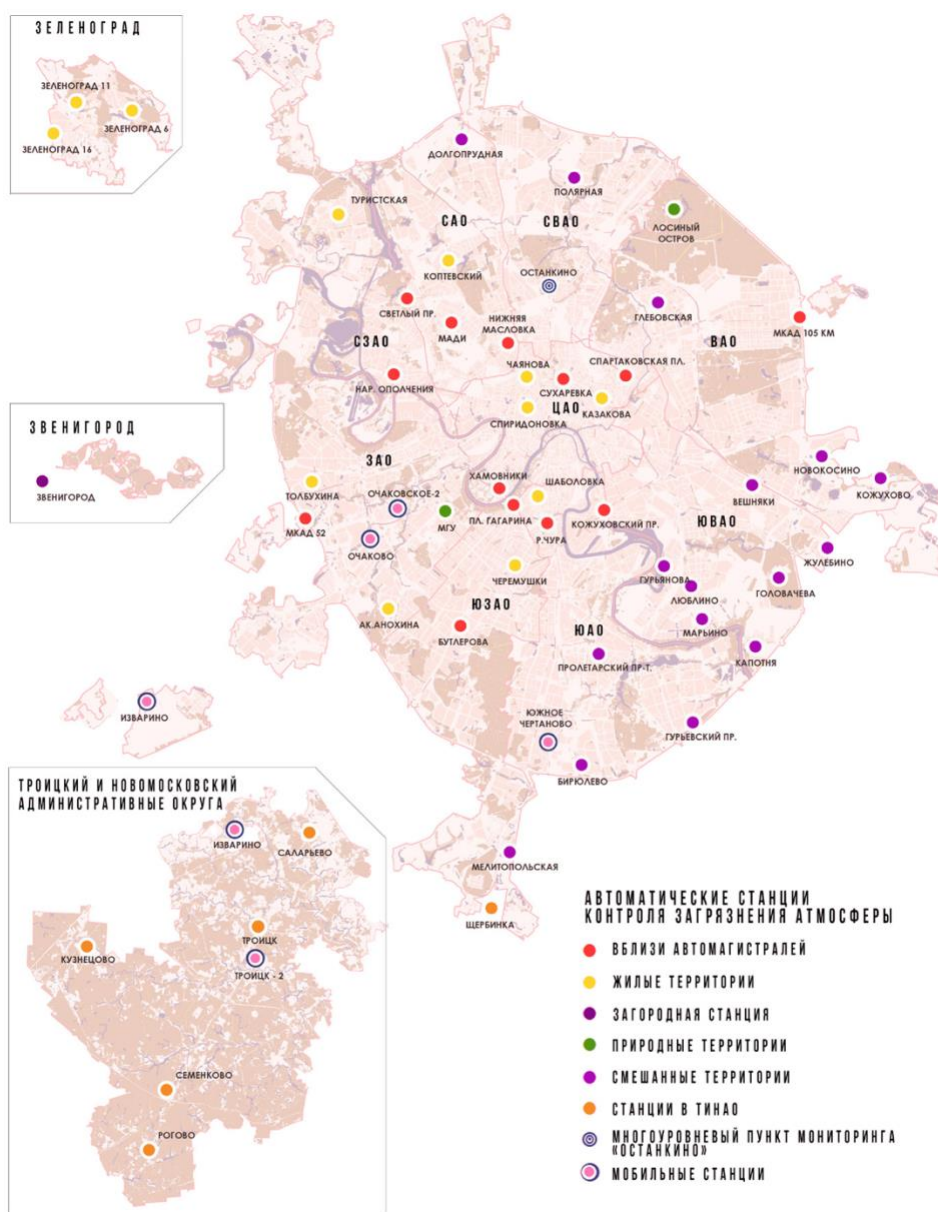 ЗЕЛЕНОГРАД
ЗЕЛЕНОГРАД 11
ЗЕЛЕНОГРАД 6
ЗЕЛЕНОГРАД 16
ДОЛГОПРУДНАЯ
ПОЛЯРНАЯ
ТУРИСТСКАЯ
САО
СВАО
ЛОСИНЫЙ
ОСТРОВ
КОПТЕВСКИЙ
ОСТАНКИНО
СВЕТЛЫЙ ПР.
МАДИ
НИЖНЯЯ
МАСЛОВКА
ГЛЕБОВСКАЯ
МКАД 105 КМ
СЗАО
ВАО
ЧАЯНОВА
СПАРТАКОВСКАЯ ПЛ.
НАР. ОПОЛЧЕНИЯ
СУХАРЕВКА
КАЗАКОВА
ЦАО
СПИРИДОНОВКА
ЗВЕНИГОРОД
ЗВЕНИГОРОД
ЗАО
ТОЛБУХИНА
ОЧАКОВСКОЕ-2
ХАМОВНИКИ
ШАБОЛОВКА
НОВОКОСИНО
ВЕШНЯКИ
КОЖУХОВО
МКАД 52
МГУ
ПЛ. ГАГАРИНА
Р.ЧУРА
КОЖУХОВСКИЙ ПР.
ЮВАО
ОЧАКОВО
ЖУЛЕБИНО
ЧЕРЕМУШКИ
ГУРЬЯНОВА
ЛЮБЛИНО
ГОЛОВАЧЕВА
ЮЗАО
АК.АНОХИНА
БУТЛЕРОВА
ЮАО
МАРЬИНО
ПРОЛЕТАРСКИЙ ПР-Т.
КАПОТНЯ
ИЗВАРИНО
ЮЖНОЕ
ЧЕРТАНОВО
ГУРЬЕВСКИЙ ПР.
БИРЮЛЕВО
ТРОИЦКИЙ И НОВОМОСКОВСКИЙ
АДМИНИСТРАТИВНЫЕ ОКРУГА
ИЗВАРИНО
САЛАРЬЕВО
МЕЛИТОПОЛЬСКАЯ
ЩЕРБИНКА
ТРОИЦК
КУЗНЕЦОВО
ТРОИЦК - 2
СЕМЕНКОВО
РОГОВО
АВТОМАТИЧЕСКИЕ СТАНЦИИ
КОНТРОЛЯ ЗАГРЯЗНЕНИЯ АТМОСФЕРЫ
ВБЛИЗИ АВТОМАГИСТРАЛЕЙ
ЖИЛЫЕ ТЕРРИТОРИИ
ЗАГОРОДНАЯ СТАНЦИЯ
ПРИРОДНЫЕ ТЕРРИТОРИИ
СМЕШАННЫЕ ТЕРРИТОРИИ
СТАНЦИИ В ТИНАО
МНОГОУРОВНЕВЫЙ ПУНКТ МОНИТОРИНГА
«ОСТАНКИНО»
МОБИЛЬНЫЕ СТАНЦИИ